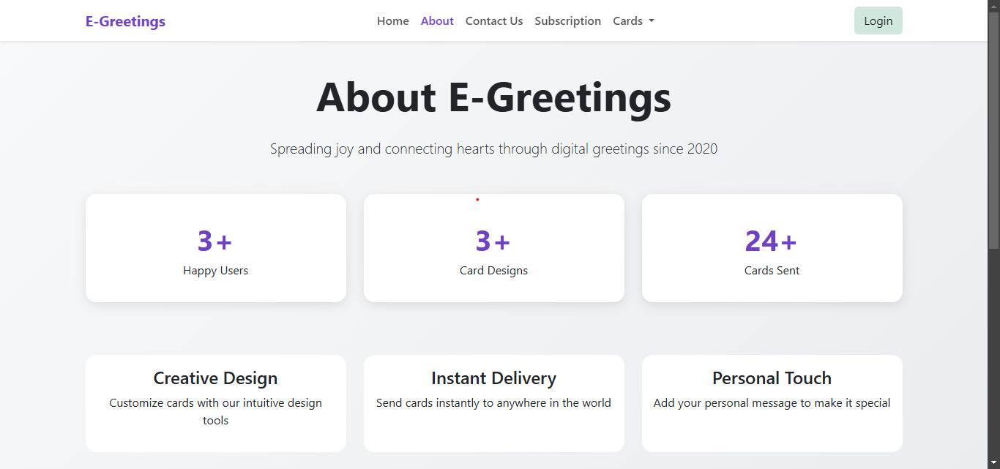 E-Greetings
Home
About
Contact Us
Subscription
Cards
Login
About E-Greetings
Spreading joy and connecting hearts through digital greetings since 2020
3+
Happy Users
3+
Card Designs
24+
Cards Sent
Creative Design
Customize cards with our intuitive design
tools
Instant Delivery
Send cards instantly to anywhere in the world
Personal Touch
Add your personal message to make it special